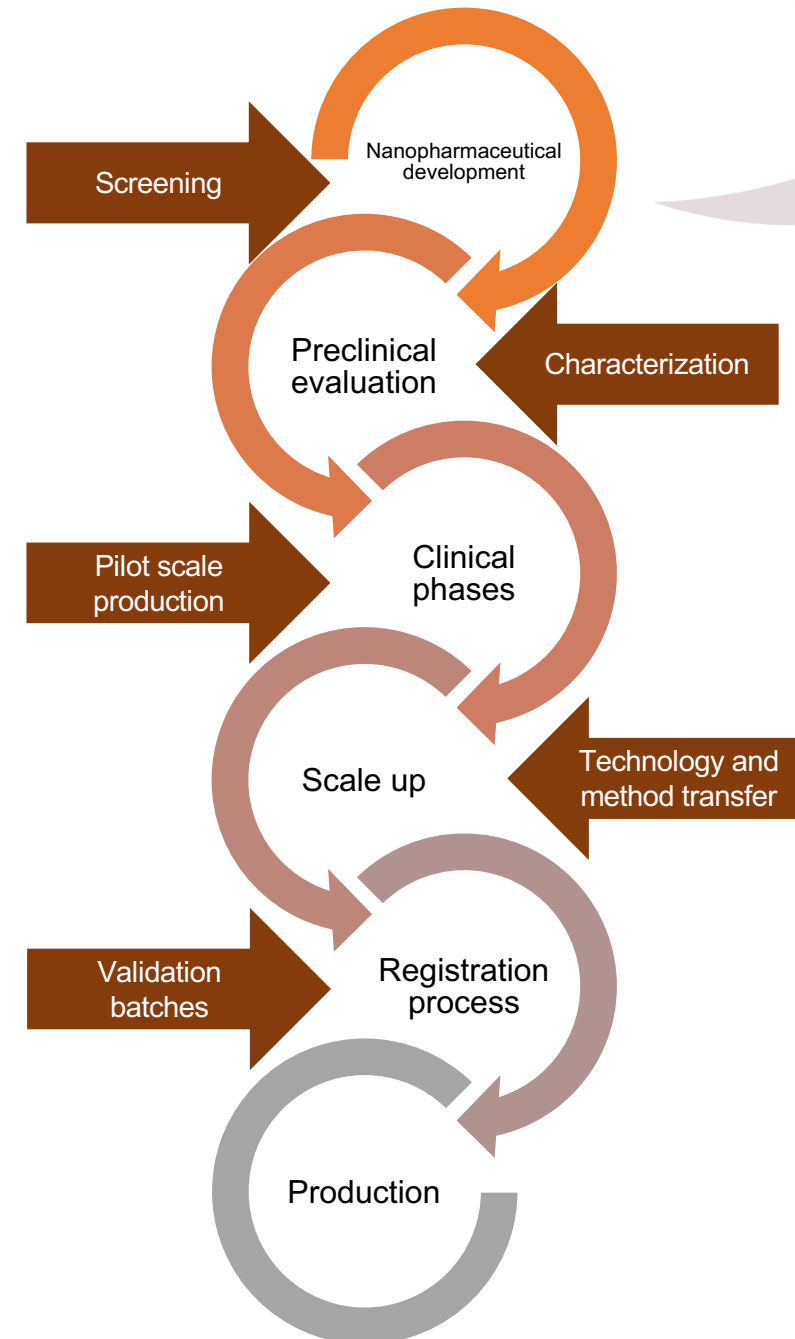 Nanopharmaceutical
development
Screening
Preclinical
evaluation
Characterization
Clinical
phases
Pilot scale
production
Scale up
Technology and
method transfer
Registration
process
Validation
batches
Production